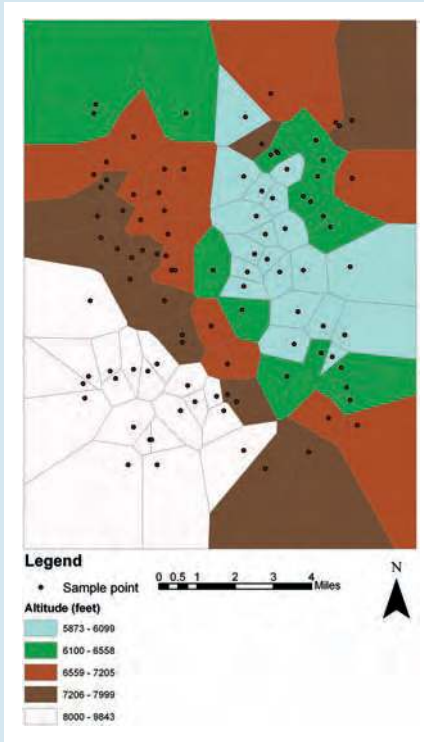 Legend
N
Sample point
0 0.5 1 2 3 4
Miles
Altitude (feet)
5873 - 6099
6100 - 6558
6559 - 7205
7206 - 7999
8000 - 9843